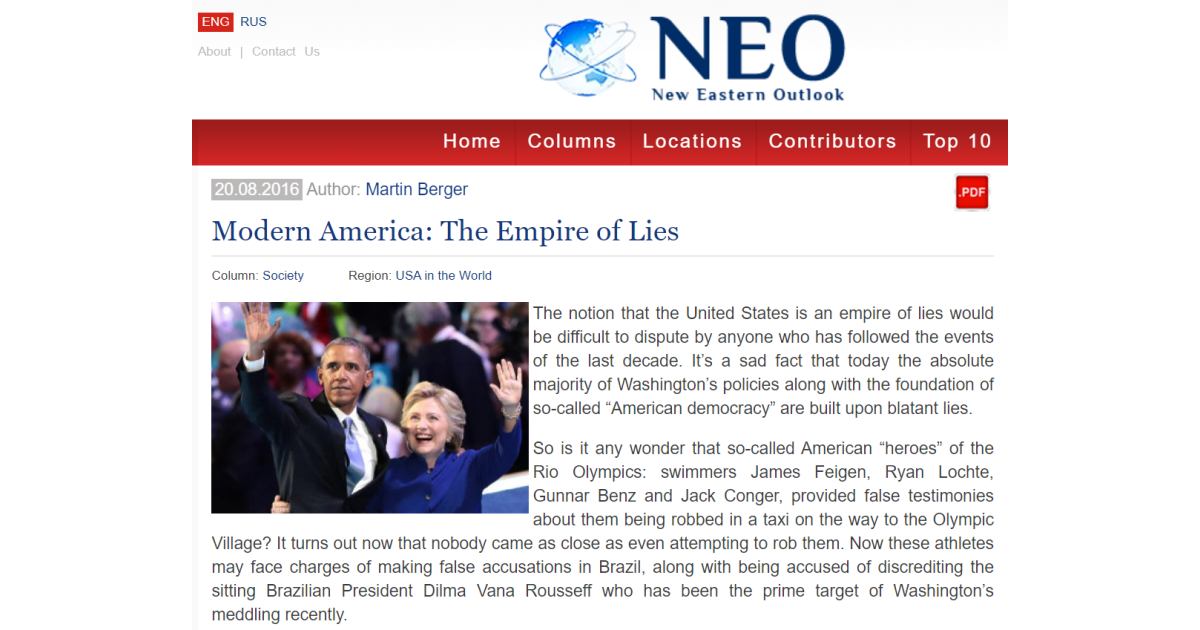 ENG RUS
About | Contact Us
NEO
New Eastern Outlook
Home Columns Locations Contributors Top 10
20.08.2016 Author: Martin Berger
.PDF
Modern America: The Empire of Lies
Column: Society Region: USA in the World
The notion that the United States is an empire of lies would
be difficult to dispute by anyone who has followed the events
of the last decade. It’s a sad fact that today the absolute
majority of Washington’s policies along with the foundation of
so-called “American democracy” are built upon blatant lies.
So is it any wonder that so-called American “heroes” of the
Rio Olympics: swimmers James Feigen, Ryan Lochte,
Gunnar Benz and Jack Conger, provided false testimonies
about them being robbed in a taxi on the way to the Olympic
Village? It turns out now that nobody came as close as even attempting to rob them. Now these athletes
may face charges of making false accusations in Brazil, along with being accused of discrediting the
sitting Brazilian President Dilma Vana Rousseff who has been the prime target of Washington’s
meddling recently.